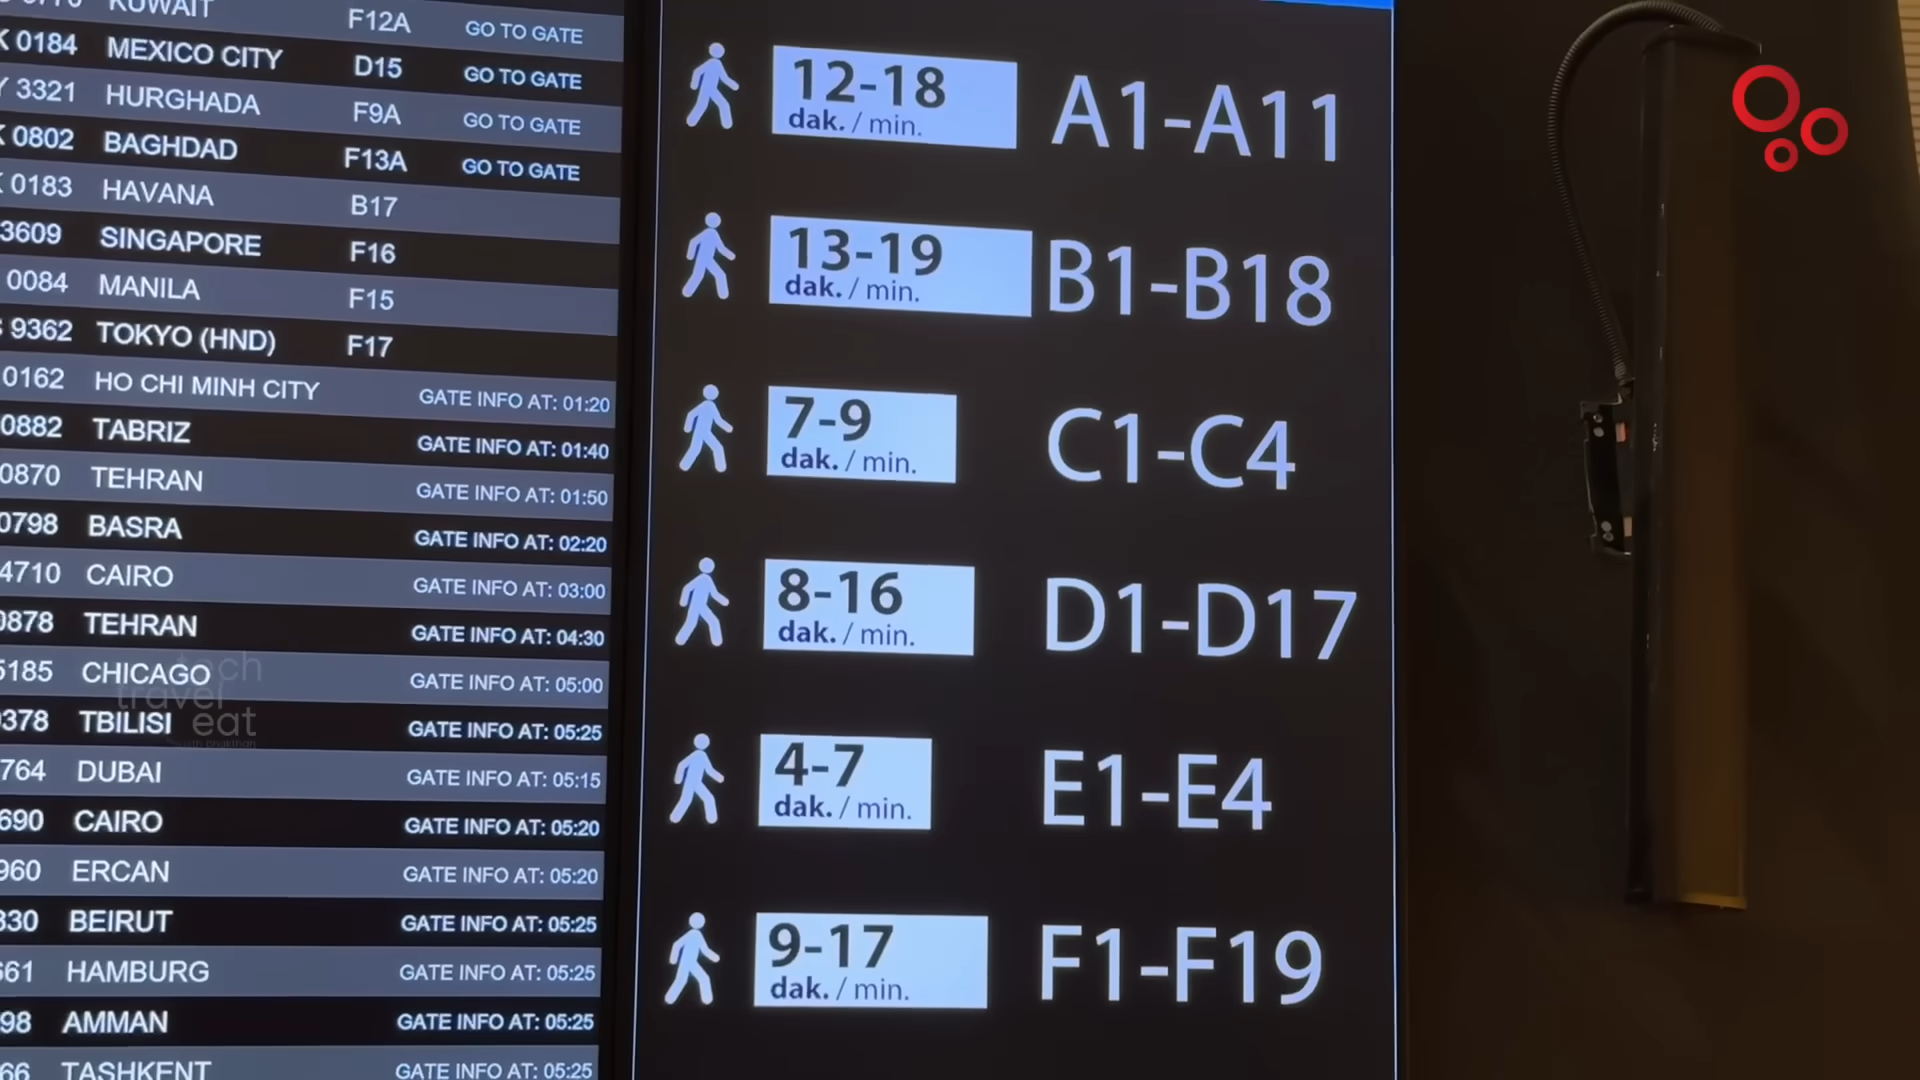 KUWAIT F12A GO TO GATE
0184 MEXICO CITY D15 GO TO GATE
3321 HURGHADA F9A GO TO GATE
0802 BAGHDAD F13A GO TO GATE
0183 HAVANA B17
3609 SINGAPORE F16
0084 MANILA F15
9362 TOKYO (HND) F17
0162 HO CHI MINH CITY GATE INFO AT: 01:20
0882 TABRIZ GATE INFO AT: 01:40
0870 TEHRAN GATE INFO AT: 01:50
0798 BASRA GATE INFO AT: 02:20
4710 CAIRO GATE INFO AT: 03:00
0878 TEHRAN GATE INFO AT: 04:30
5185 CHICAGO GATE INFO AT: 05:00
378 TBILISI GATE INFO AT: 05:25
764 DUBAI GATE INFO AT: 05:15
690 CAIRO GATE INFO AT: 05:20
960 ERCAN GATE INFO AT: 05:20
330 BEIRUT GATE INFO AT: 05:25
661 HAMBURG GATE INFO AT: 05:25
98 AMMAN GATE INFO AT: 05:25
66 TASHKENT GATE INFO AT: 05:25
tech
travel
eat
12-18 dak. / min. A1-A11
13-19 dak. / min. B1-B18
7-9 dak. / min. C1-C4
8-16 dak. / min. D1-D17
4-7 dak. / min. E1-E4
9-17 dak. / min. F1-F19